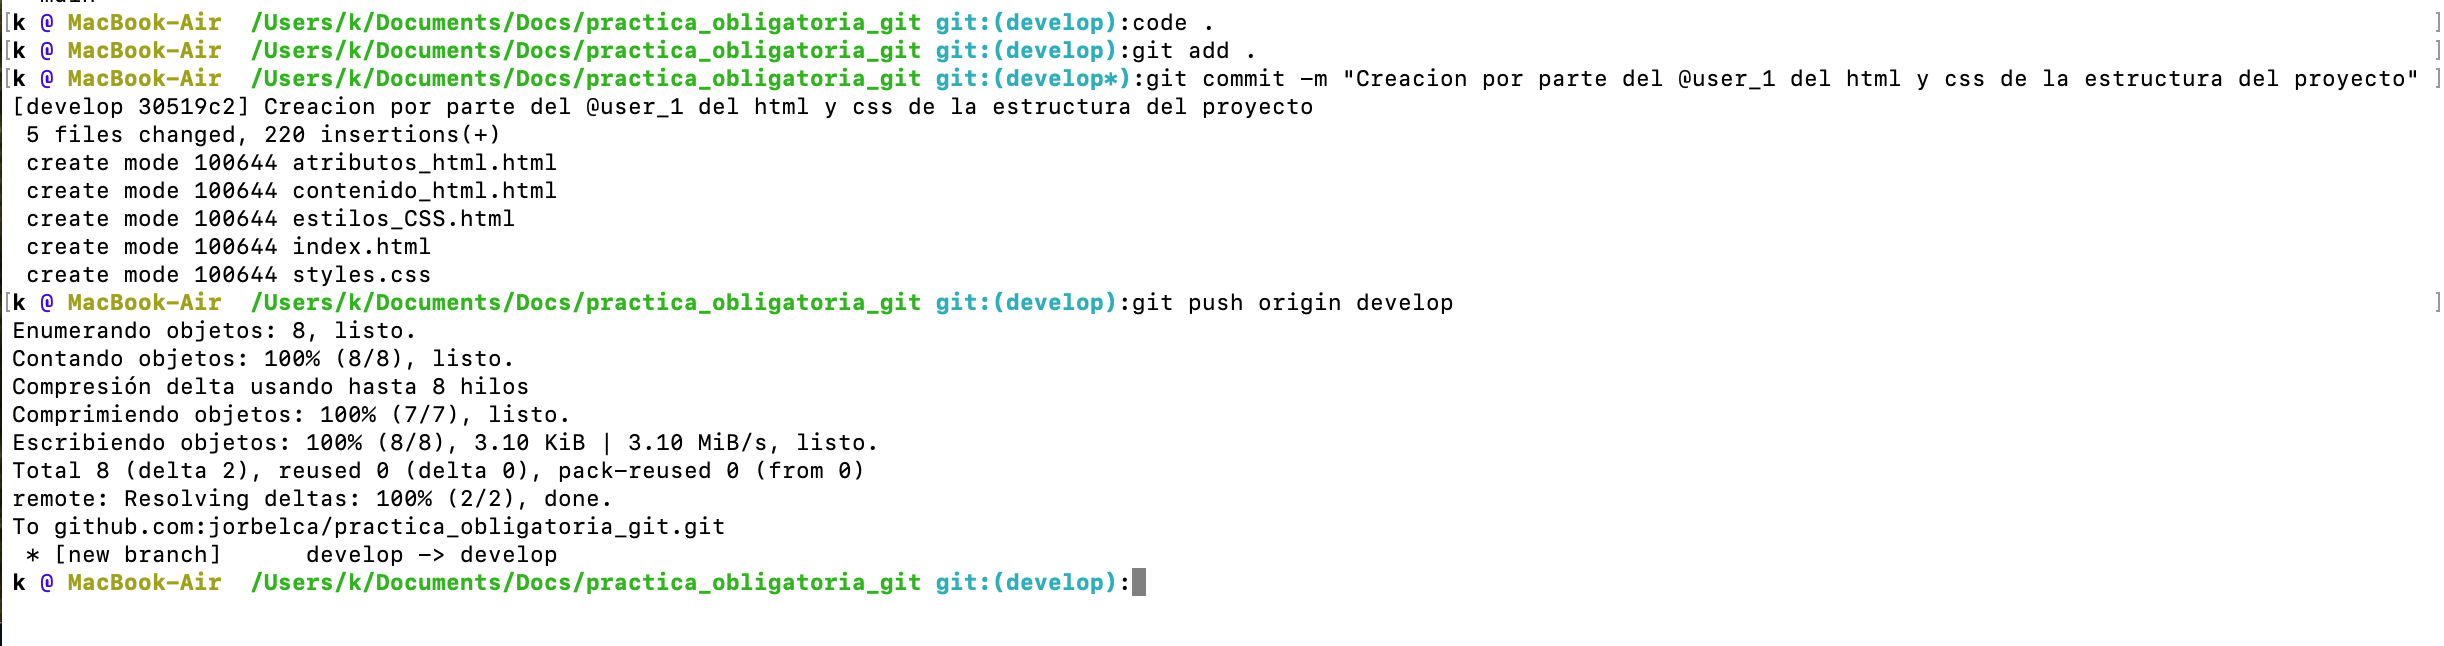 [k @ MacBook-Air  /Users/k/Documents/Docs/practica_obligatoria_git git:(develop):code . ]
[k @ MacBook-Air  /Users/k/Documents/Docs/practica_obligatoria_git git:(develop):git add . ]
[k @ MacBook-Air  /Users/k/Documents/Docs/practica_obligatoria_git git:(develop*):git commit -m "Creacion por parte del @user_1 del html y css de la estructura del proyecto" ]
[develop 30519c2] Creacion por parte del @user_1 del html y css de la estructura del proyecto
 5 files changed, 220 insertions(+)
 create mode 100644 atributos_html.html
 create mode 100644 contenido_html.html
 create mode 100644 estilos_CSS.html
 create mode 100644 index.html
 create mode 100644 styles.css
[k @ MacBook-Air  /Users/k/Documents/Docs/practica_obligatoria_git git:(develop):git push origin develop ]
Enumerando objetos: 8, listo.
Contando objetos: 100% (8/8), listo.
Compresión delta usando hasta 8 hilos
Comprimiendo objetos: 100% (7/7), listo.
Escribiendo objetos: 100% (8/8), 3.10 KiB | 3.10 MiB/s, listo.
Total 8 (delta 2), reused 0 (delta 0), pack-reused 0 (from 0)
remote: Resolving deltas: 100% (2/2), done.
To github.com:jorbelca/practica_obligatoria_git.git
 * [new branch]      develop -> develop
k @ MacBook-Air  /Users/k/Documents/Docs/practica_obligatoria_git git:(develop):